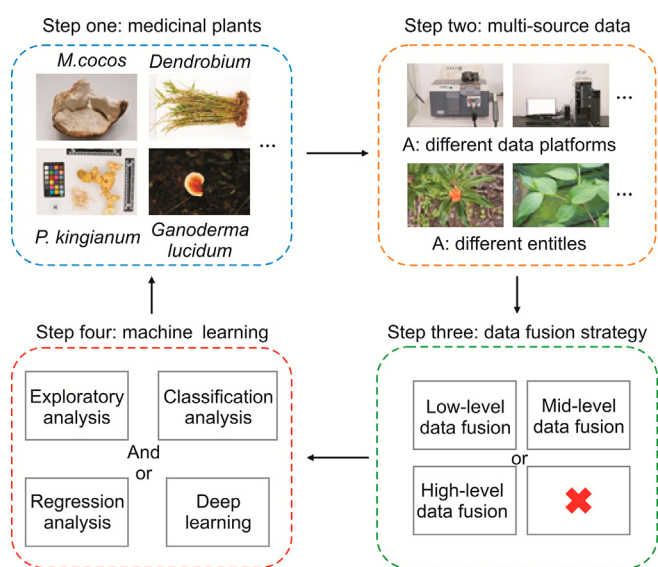 Step one: medicinal plants
M.cocos
Dendrobium
...
P. kingianum
Ganoderma
lucidum
Step two: multi-source data
...
A: different data platforms
...
A: different entitles
Step four: machine learning
Exploratory
analysis
Classification
analysis
And
or
Regression
analysis
Deep
learning
Step three: data fusion strategy
Low-level
data fusion
Mid-level
data fusion
or
High-level
data fusion